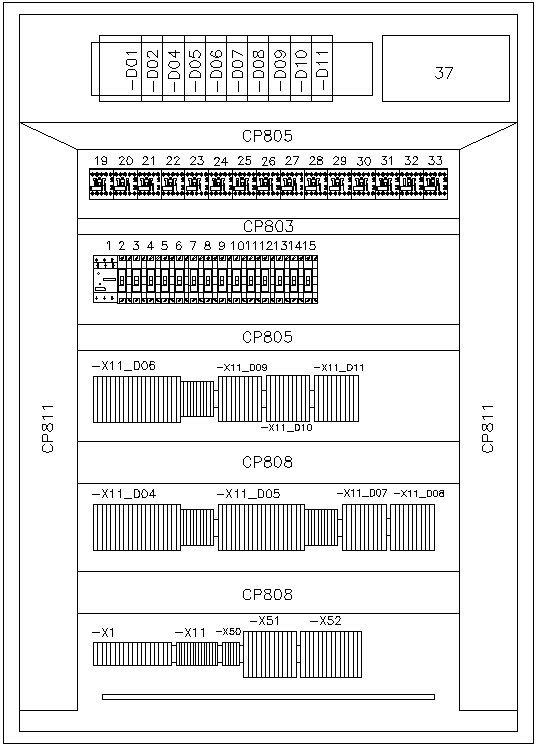 -D01 -D02 -D04 -D05 -D06 -D07 -D08 -D09 -D10 -D11
37
CP805
19 20 21 22 23 24 25 26 27 28 29 30 31 32 33
CP803
1 2 3 4 5 6 7 8 9 10 11 12 13 14 15
CP805
-X11_D06 -X11_D09 -X11_D11
-X11_D10
CP811 CP811
CP808
-X11_D04 -X11_D05 -X11_D07 -X11_D08
CP808
-X1 -X11 -X50 -X51 -X52